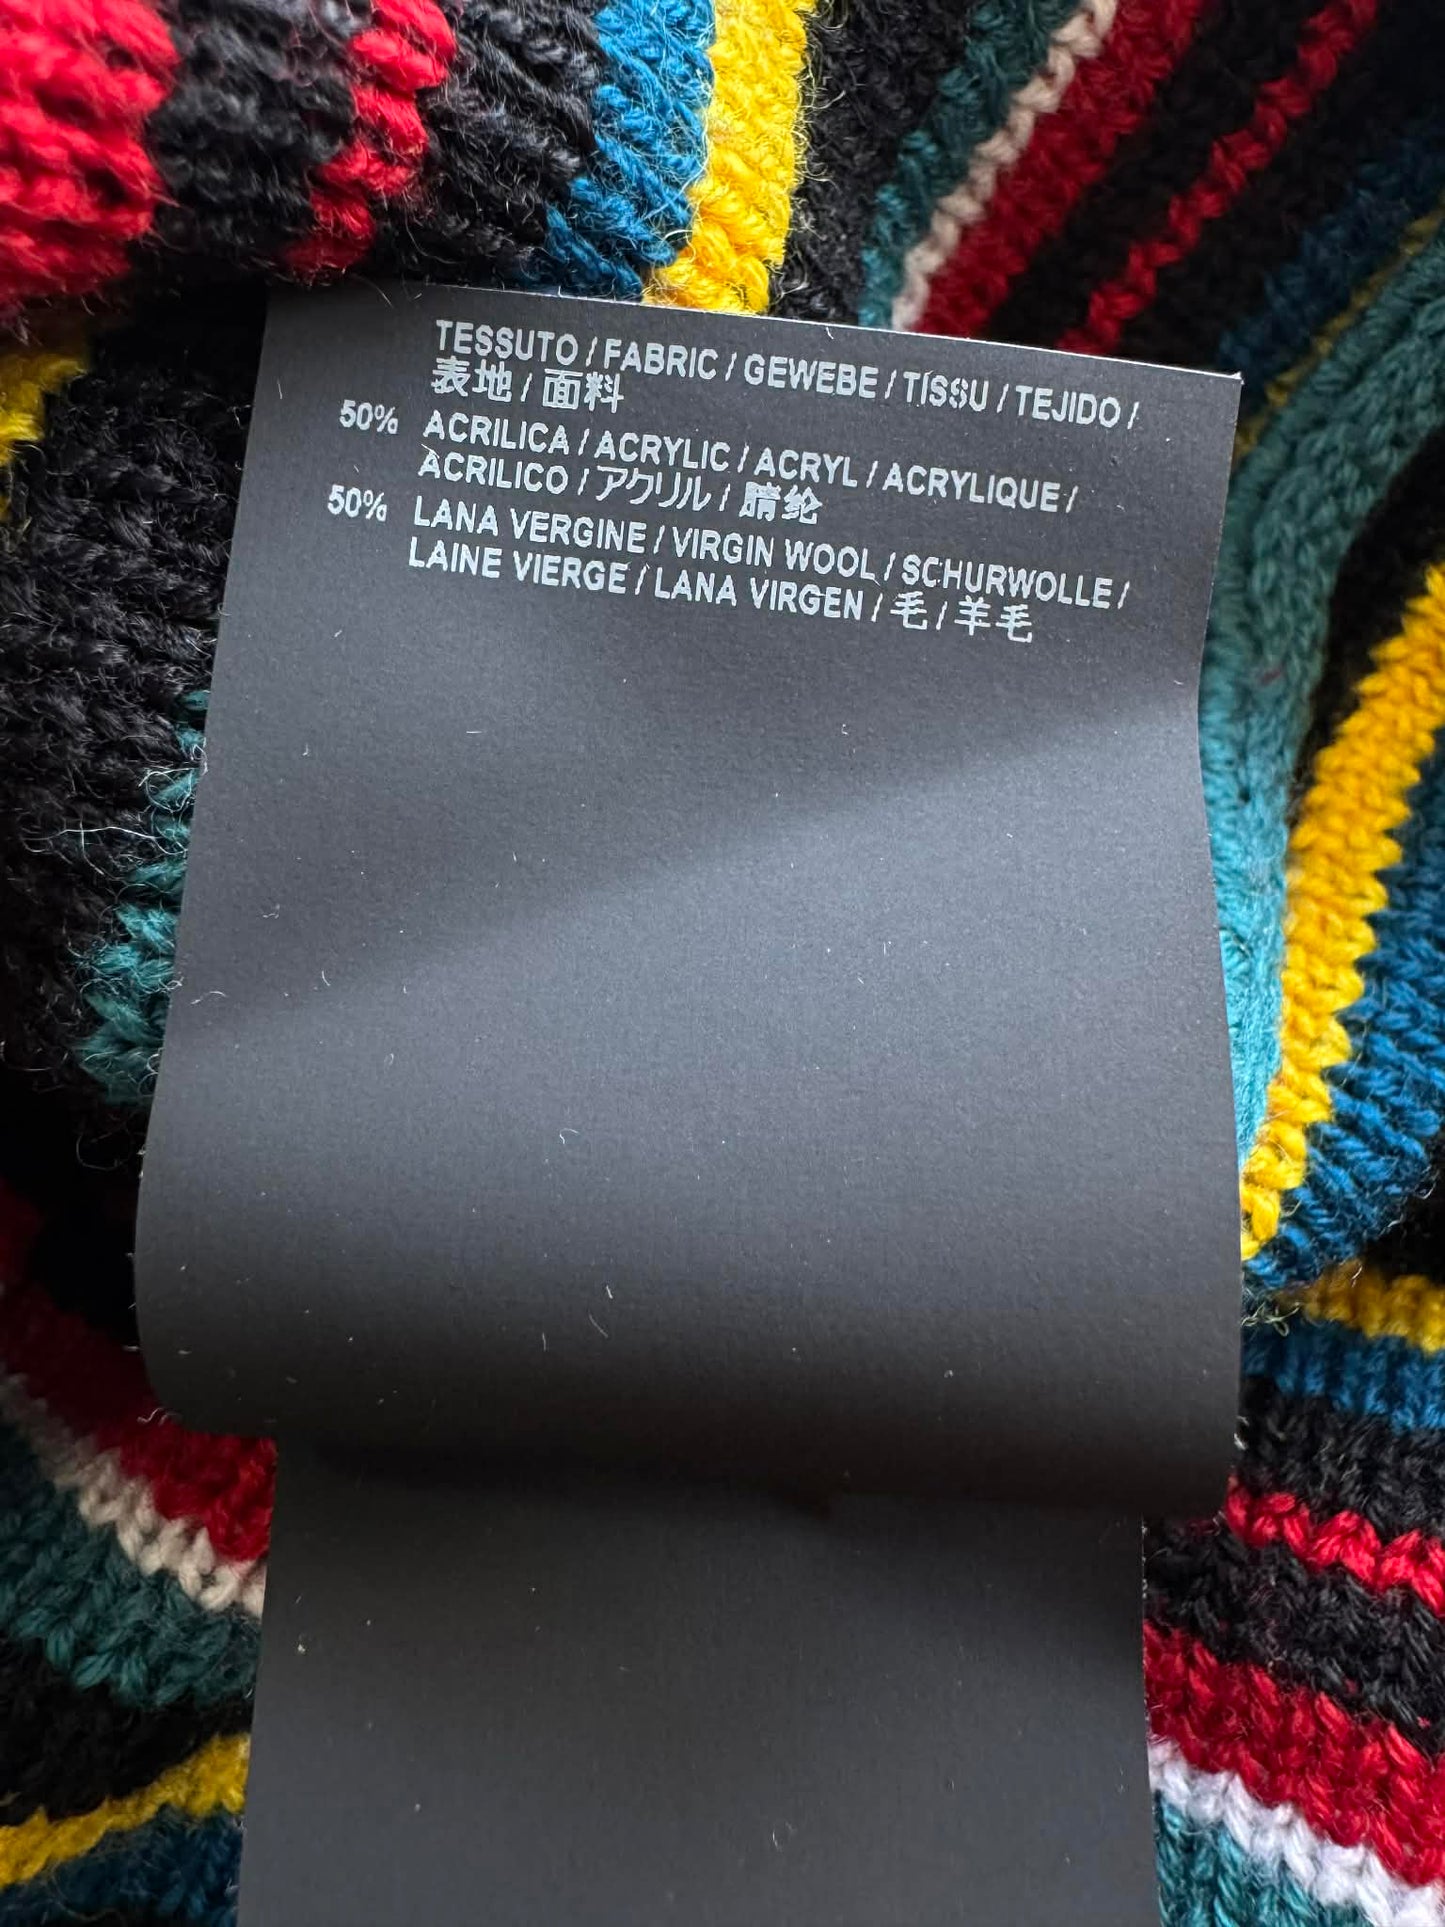 TESSUTO / FABRIC / GEWEBE / TISSU / TEJIDO /
表地 / 面料
50% ACRILICA / ACRYLIC / ACRYL / ACRYLIQUE /
ACRILICO / アクリル / 腈纶
50% LANA VERGINE / VIRGIN WOOL / SCHURWOLLE /
LAINE VIERGE / LANA VIRGEN / 毛 / 羊毛